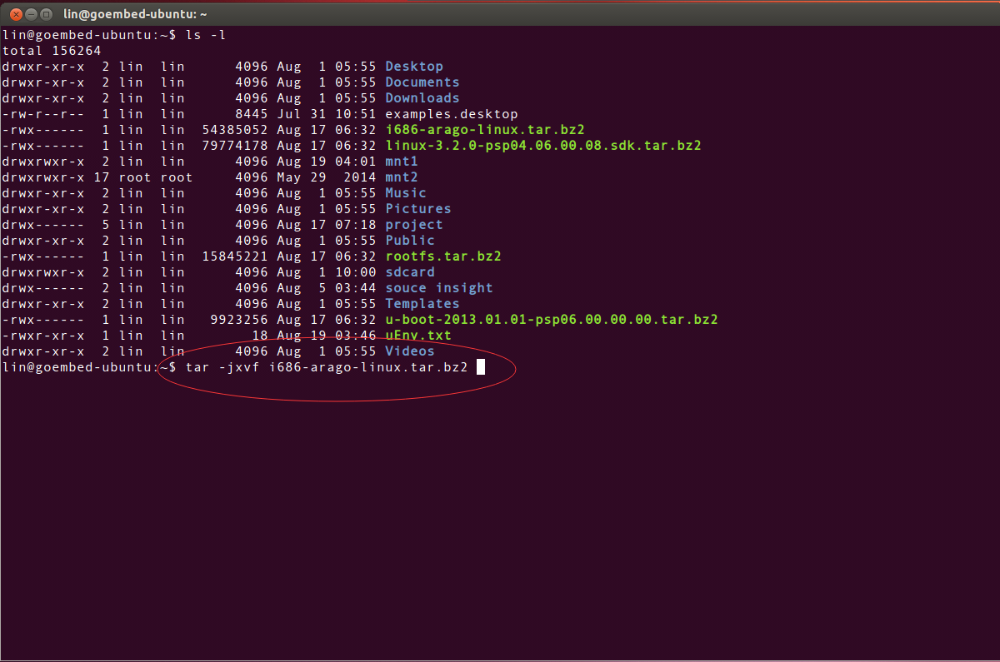 lin@goembed-ubuntu: ~
lin@goembed-ubuntu:~$ ls -l
total 156264
drwxr-xr-x  2 lin  lin      4096 Aug  1 05:55 Desktop
drwxr-xr-x  2 lin  lin      4096 Aug  1 05:55 Documents
drwxr-xr-x  2 lin  lin      4096 Aug  1 05:55 Downloads
-rw-r--r--  1 lin  lin      8445 Jul 31 10:51 examples.desktop
-rwx------  1 lin  lin  54385052 Aug 17 06:32 i686-arago-linux.tar.bz2
-rwx------  1 lin  lin  79774178 Aug 17 06:32 linux-3.2.0-psp04.06.00.08.sdk.tar.bz2
drwxrwxr-x  2 lin  lin      4096 Aug 19 04:01 mnt1
drwxrwxr-x 17 root root     4096 May 29  2014 mnt2
drwxr-xr-x  2 lin  lin      4096 Aug  1 05:55 Music
drwxr-xr-x  2 lin  lin      4096 Aug  1 05:55 Pictures
drwx------  5 lin  lin      4096 Aug 17 07:18 project
drwxr-xr-x  2 lin  lin      4096 Aug  1 05:55 Public
-rwx------  1 lin  lin  15845221 Aug 17 06:32 rootfs.tar.bz2
drwxrwxr-x  2 lin  lin      4096 Aug  1 10:00 sdcard
drwx------  2 lin  lin      4096 Aug  5 03:44 souce insight
drwxr-xr-x  2 lin  lin      4096 Aug  1 05:55 Templates
-rwx------  1 lin  lin   9923256 Aug 17 06:32 u-boot-2013.01.01-psp06.00.00.00.tar.bz2
-rwxr-xr-x  1 lin  lin        18 Aug 19 03:46 uEnv.txt
drwxr-xr-x  2 lin  lin      4096 Aug  1 05:55 Videos
lin@goembed-ubuntu:~$ tar -jxvf i686-arago-linux.tar.bz2